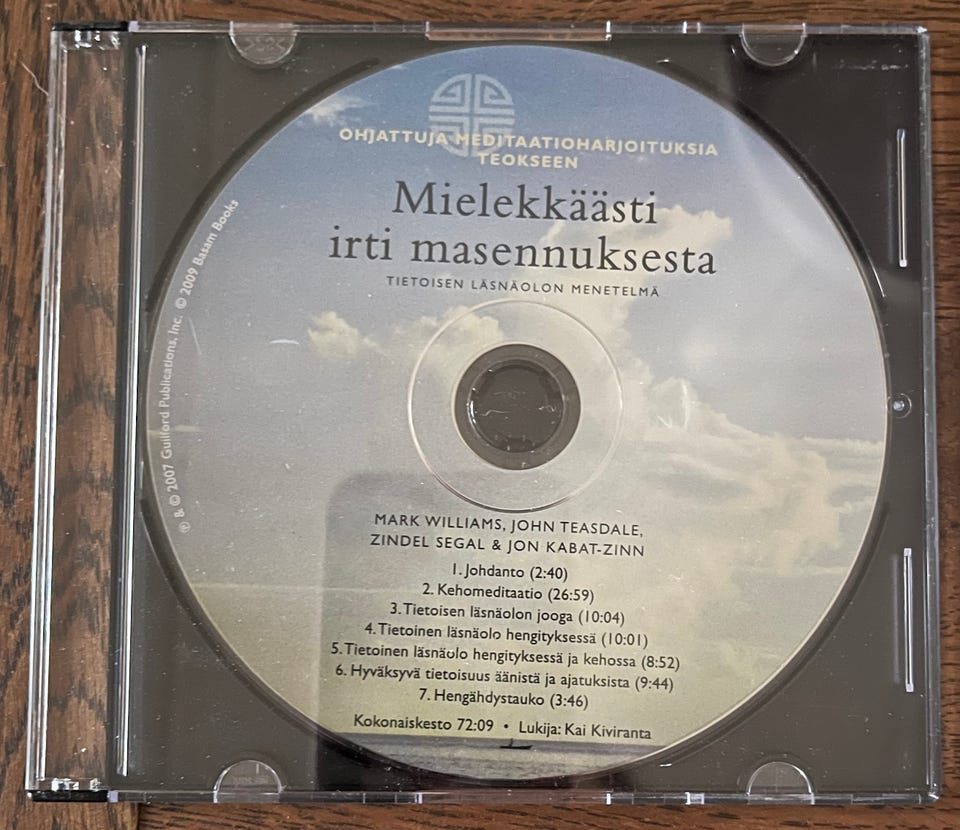 OHJATTUJA MEDITAATIOHARJOITUKSIA
TEOKSEEN
Mielekkäästi
irti masennuksesta
TIETOISEN LÄSNÄOLON MENETELMÄ
℗ & © 2007 Guilford Publications, Inc. © 2009 Basam Books
MARK WILLIAMS, JOHN TEASDALE,
ZINDEL SEGAL & JON KABAT-ZINN
1. Johdanto (2:40)
2. Kehomeditaatio (26:59)
3. Tietoisen läsnäolon jooga (10:04)
4. Tietoinen läsnäolo hengityksessä (10:01)
5. Tietoinen läsnäolo hengityksessä ja kehossa (8:52)
6. Hyväksyvä tietoisuus äänistä ja ajatuksista (9:44)
7. Hengähdystauko (3:46)
Kokonaiskesto 72:09 • Lukija: Kai Kiviranta